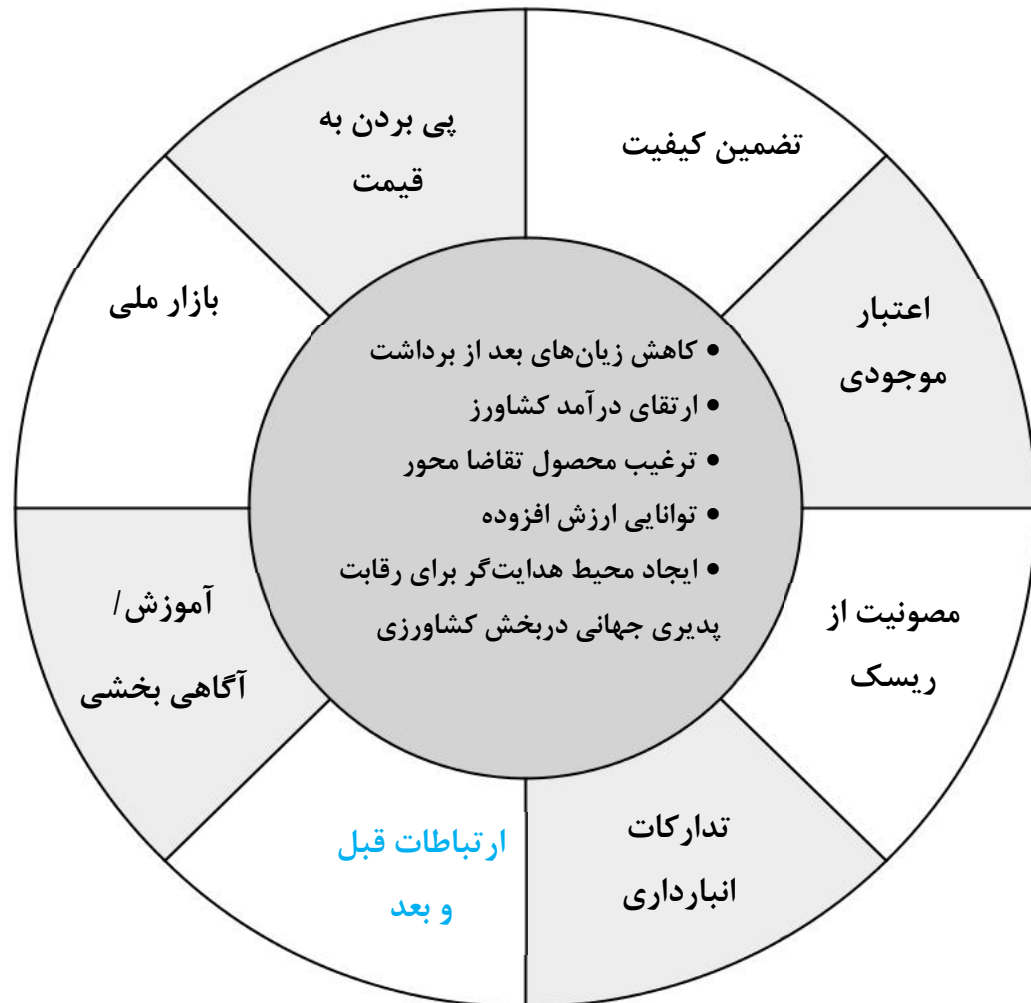 پی بردن به
قیمت
تضمین کیفیت
اعتبار
موجودی
مصونیت از
ریسک
تدارکات
انبارداری
ارتباطات قبل
و بعد
آموزش/
آگاهی بخشی
بازار ملی
• کاهش زیان‌های بعد از برداشت
• ارتقای درآمد کشاورز
• ترغیب محصول تقاضا محور
• توانایی ارزش افزوده
• ایجاد محیط هدایت‌گر برای رقابت
پدیری جهانی دربخش کشاورزی